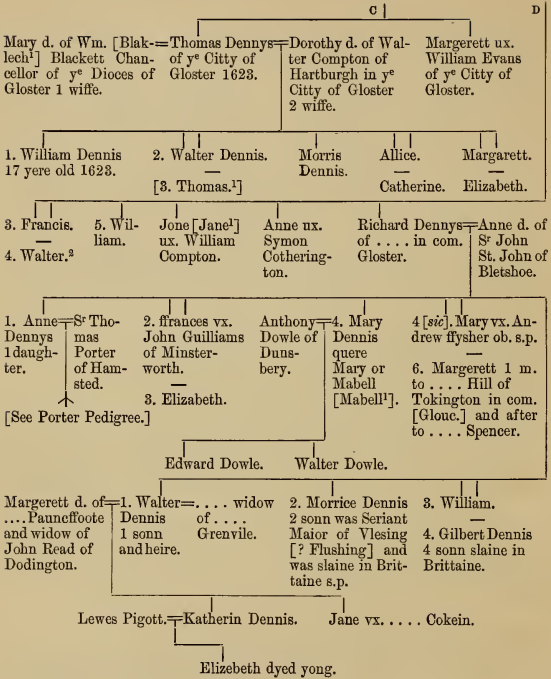 C D
Mary d. of Wm. [Blak-=Thomas Dennys=Dorothy d. of Wal- Margerett ux.
lech¹] Blackett Chan- of yᵉ Citty of ter Compton of William Evans
cellor of yᵉ Dioces of Gloster 1623. Hartburgh in yᵉ of yᵉ Citty of
Gloster 1 wiffe. Citty of Gloster Gloster.
2 wiffe.
1. William Dennis 2. Walter Dennis. Morris Allice. Margarett.
17 yere old 1623. — Dennis. — —
[3. Thomas.¹] Catherine. Elizabeth.
3. Francis. 5. Wil- Jone [Jane¹] Anne ux. Richard Dennys=Anne d. of
— liam. ux. William Symon of .... in com. Sʳ John
4. Walter.² Compton. Cothering- Gloster. St. John of
ton. Bletshoe.
1. Anne=Sʳ Tho- 2. ffrances vx. Anthony=4. Mary 4 [sic]. Mary vx. An-
Dennys mas John Guilliams Dowle of Dennis drew ffysher ob. s.p.
1 daugh- Porter of Minster- Duns- quere —
ter. of Ham- worth. bery. Mary or 6. Margerett 1 m.
sted. — Mabell to .... Hill of
3. Elizabeth. [Mabell¹]. Tokington in com.
[See Porter Pedigree.] [Glouc.] and after
to .... Spencer.
Edward Dowle. Walter Dowle.
Margerett d. of=1. Walter=.... widow 2. Morrice Dennis 3. William.
....Pauncffoote Dennis of .... 2 sonn was Seriant —
and widow of 1 sonn Grenvile. Maior of Vlesing 4. Gilbert Dennis
John Read of and heire. [? Flushing] and 4 sonn slaine in
Dodington. was slaine in Brit- Brittaine.
taine s.p.
Lewes Pigott.=Katherin Dennis. Jane vx. .... Cokein.
Elizebeth dyed yong.